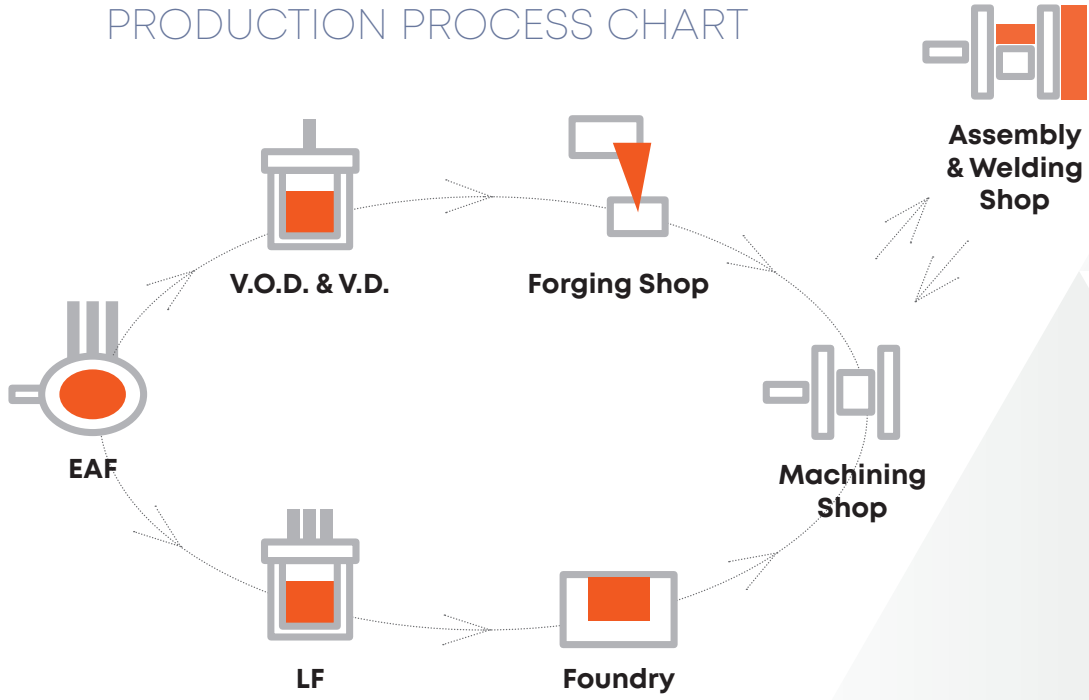 PRODUCTION PROCESS CHART
Assembly
& Welding
Shop
V.O.D. & V.D.
Forging Shop
EAF
Machining
Shop
LF
Foundry